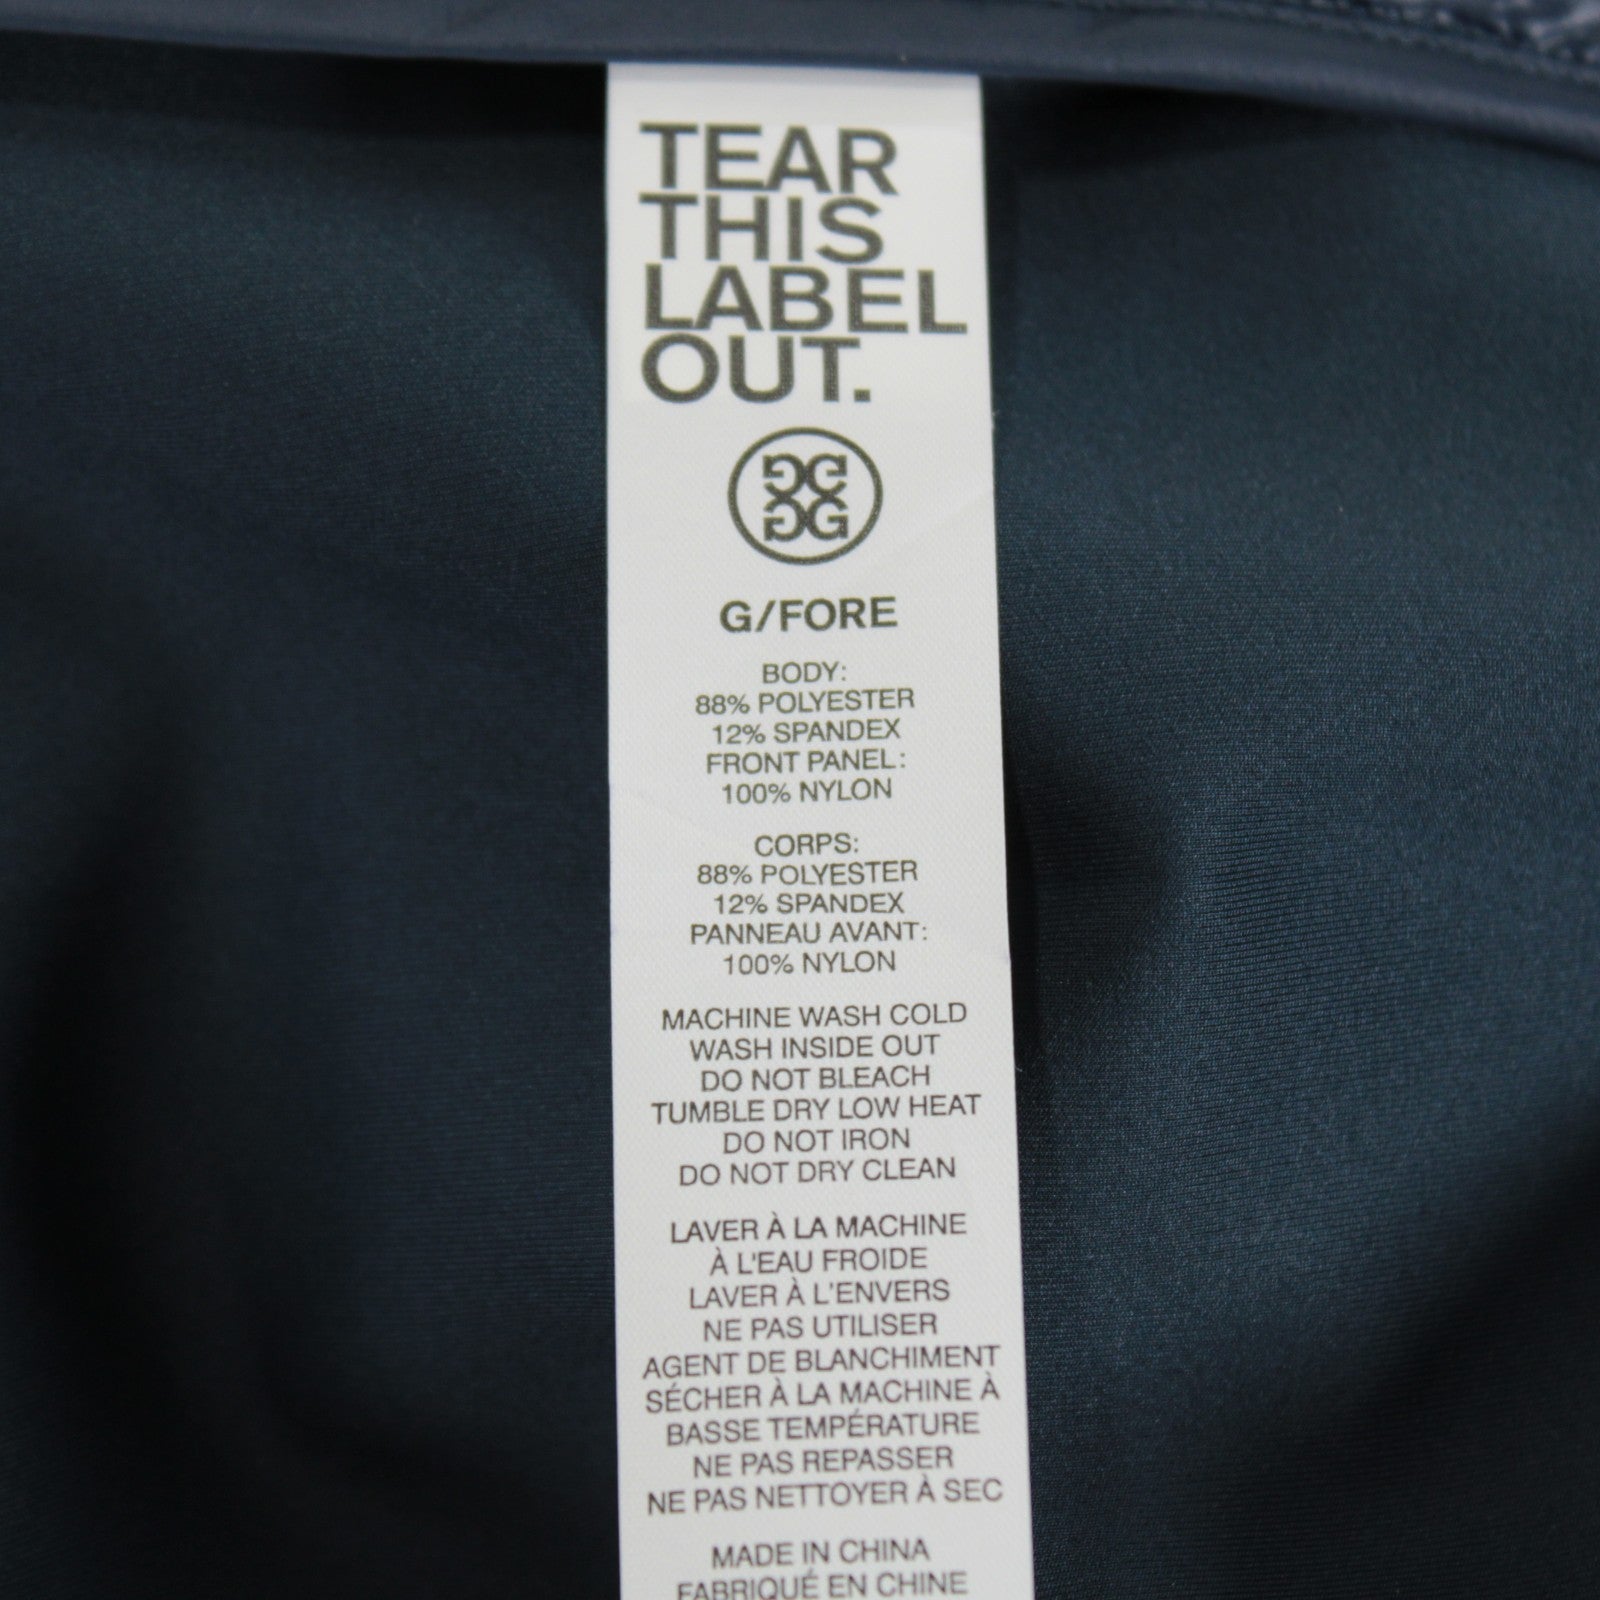 TEAR
THIS
LABEL
OUT.
G/FORE
BODY:
88% POLYESTER
12% SPANDEX
FRONT PANEL:
100% NYLON
CORPS:
88% POLYESTER
12% SPANDEX
PANNEAU AVANT:
100% NYLON
MACHINE WASH COLD
WASH INSIDE OUT
DO NOT BLEACH
TUMBLE DRY LOW HEAT
DO NOT IRON
DO NOT DRY CLEAN
LAVER À LA MACHINE
À L'EAU FROIDE
LAVER À L'ENVERS
NE PAS UTILISER
AGENT DE BLANCHIMENT
SÉCHER À LA MACHINE À
BASSE TEMPÉRATURE
NE PAS REPASSER
NE PAS NETTOYER À SEC
MADE IN CHINA
FABRIQUÉ EN CHINE